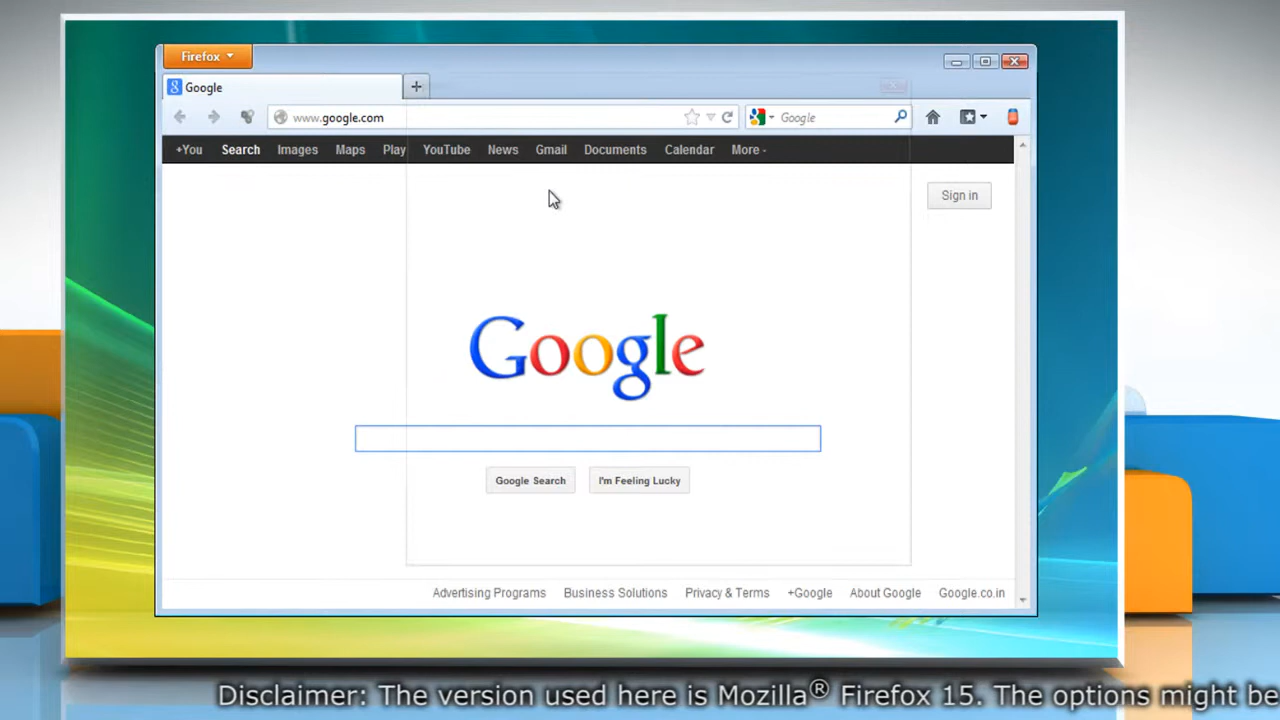 Firefox
Google
www.google.com
Google
+You Search Images Maps Play YouTube News Gmail Documents Calendar More
Sign in
Google
Google Search I'm Feeling Lucky
Advertising Programs Business Solutions Privacy & Terms +Google About Google Google.co.in
Disclaimer: The version used here is Mozilla® Firefox 15. The options might be